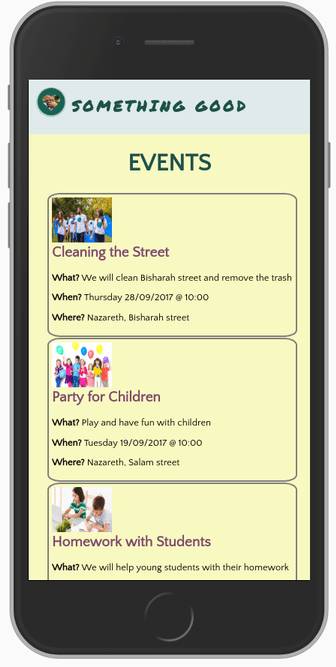 SOMETHING GOOD
EVENTS
Cleaning the Street
What? We will clean Bisharah street and remove the trash
When? Thursday 28/09/2017 @ 10:00
Where? Nazareth, Bisharah street
Party for Children
What? Play and have fun with children
When? Tuesday 19/09/2017 @ 10:00
Where? Nazareth, Salam street
Homework with Students
What? We will help young students with their homework